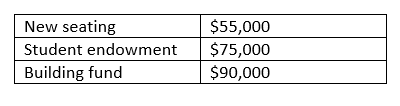 New seating $55,000
Student endowment $75,000
Building fund $90,000